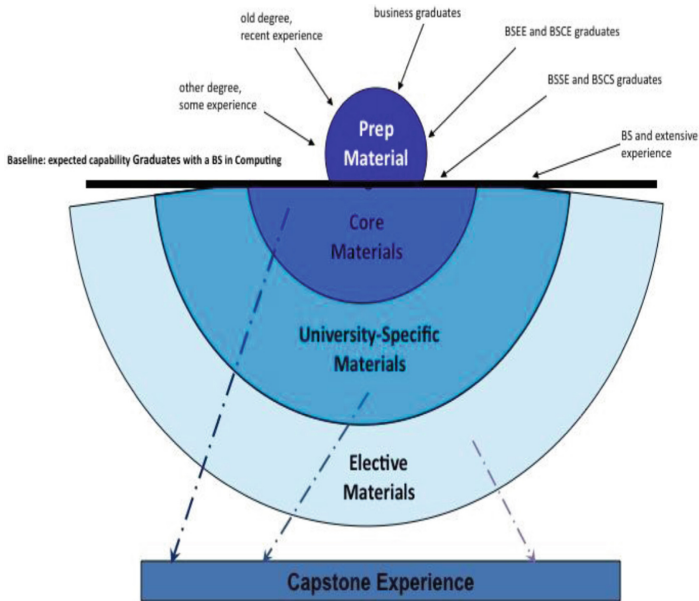 business graduates
old degree,
recent experience
BSEE and BSCE graduates
other degree,
some experience
BSSE and BSCS graduates
Prep
Material
BS and extensive
experience
Baseline: expected capability Graduates with a BS in Computing
Core
Materials
University-Specific
Materials
Elective
Materials
Capstone Experience